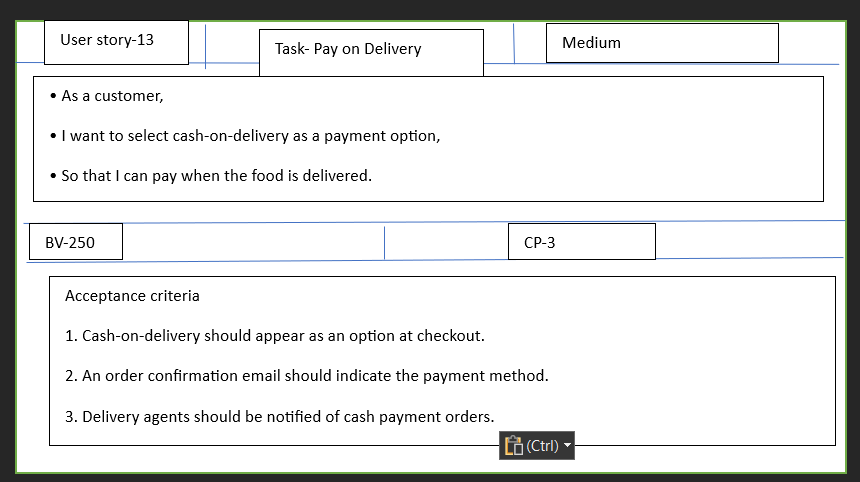 User story-13
Task- Pay on Delivery
Medium
• As a customer,
• I want to select cash-on-delivery as a payment option,
• So that I can pay when the food is delivered.
BV-250
CP-3
Acceptance criteria
1. Cash-on-delivery should appear as an option at checkout.
2. An order confirmation email should indicate the payment method.
3. Delivery agents should be notified of cash payment orders.
(Ctrl)